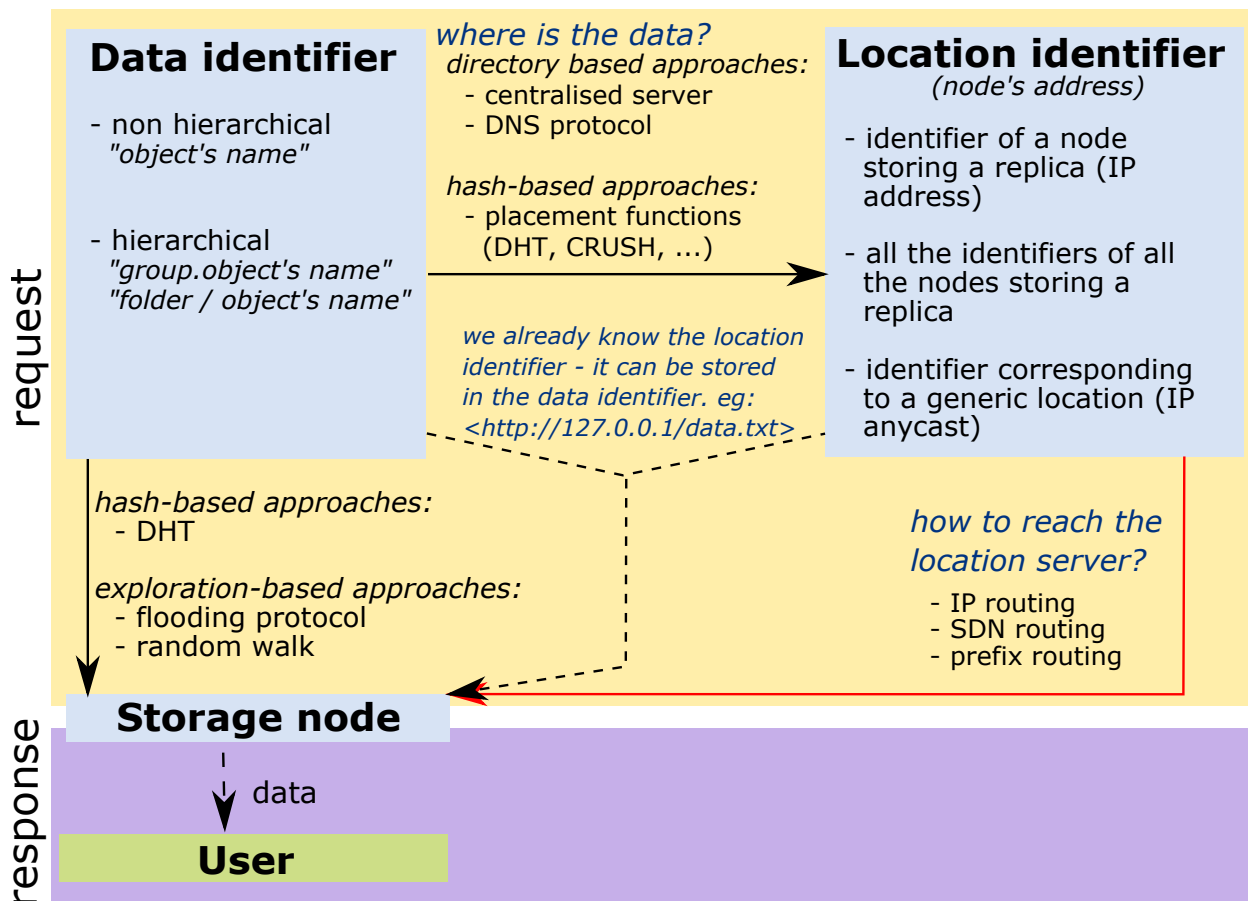 request
Data identifier
- non hierarchical
"object's name"
- hierarchical
"group.object's name"
"folder / object's name"
where is the data?
directory based approaches:
- centralised server
- DNS protocol
hash-based approaches:
- placement functions
(DHT, CRUSH, ...)
we already know the location
identifier - it can be stored
in the data identifier. eg:
<http://127.0.0.1/data.txt>
Location identifier
(node's address)
- identifier of a node
storing a replica (IP
address)
- all the identifiers of all
the nodes storing a
replica
- identifier corresponding
to a generic location (IP
anycast)
hash-based approaches:
- DHT
exploration-based approaches:
- flooding protocol
- random walk
how to reach the
location server?
- IP routing
- SDN routing
- prefix routing
Storage node
response
data
User